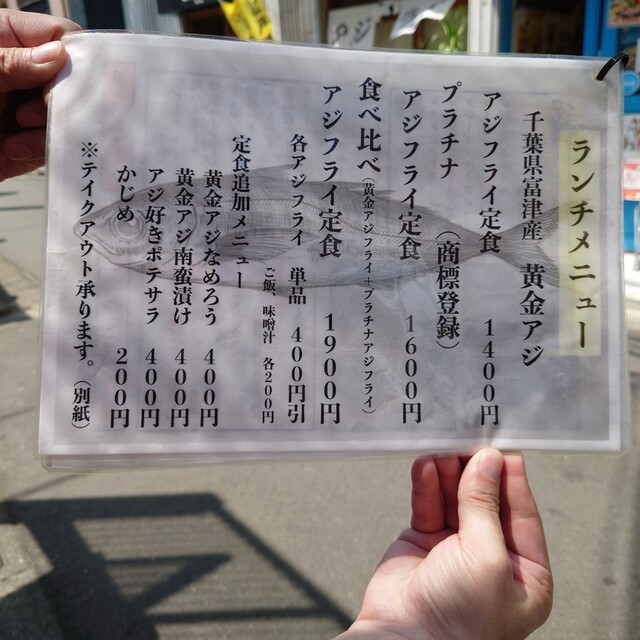 ランチメニュー
千葉県富津産 黄金アジ
アジフライ定食 1400円
プラチナ (商標登録)
アジフライ定食 1600円
食べ比べ(黄金アジフライ+プラチナアジフライ)
アジフライ定食 1900円
各アジフライ 単品 400円引
ご飯、味噌汁 各200円
定食追加メニュー
黄金アジなめろう 400円
黄金アジ南蛮漬け 400円
アジ好きポテサラ 400円
かじめ 200円
※テイクアウト承ります。(別紙)